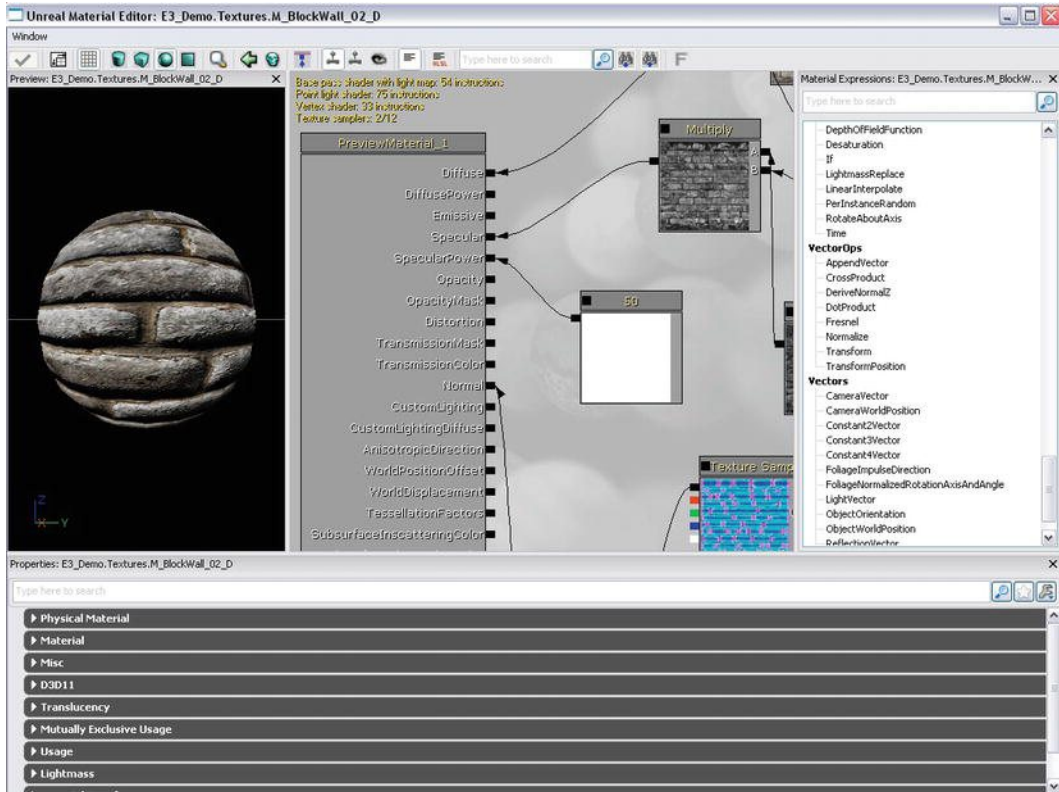 Unreal Material Editor: E3_Demo.Textures.M_BlockWall_02_D
Window
Type here to search
F
Preview: E3_Demo.Textures.M_BlockWall_02_D
Base pass shader with light map: 54 instructions
Point light shader: 75 instructions
Vertex shader: 33 instructions
Texture samplers: 2/12
PreviewMaterial_1
Diffuse
DiffusePower
Emissive
Specular
SpecularPower
Opacity
OpacityMask
Distortion
TransmissionMask
TransmissionColor
Normal
CustomLighting
CustomLightingDiffuse
AnisotropicDirection
WorldPositionOffset
WorldDisplacement
TessellationFactors
SubsurfaceInscatteringColor
Multiply
A
B
50
Texture Samp
Z
X
Y
Material Expressions: E3_Demo.Textures.M_BlockW...
Type here to search
DepthOfFieldFunction
Desaturation
If
LightmassReplace
LinearInterpolate
PerInstanceRandom
RotateAboutAxis
Time
VectorOps
AppendVector
CrossProduct
DeriveNormalZ
DotProduct
Fresnel
Normalize
Transform
TransformPosition
Vectors
CameraVector
CameraWorldPosition
Constant2Vector
Constant3Vector
Constant4Vector
FoliageImpulseDirection
FoliageNormalizedRotationAxisAndAngle
LightVector
ObjectOrientation
ObjectWorldPosition
ReflectionVector
Properties: E3_Demo.Textures.M_BlockWall_02_D
Type here to search
Physical Material
Material
Misc
D3D11
Translucency
Mutually Exclusive Usage
Usage
Lightmass